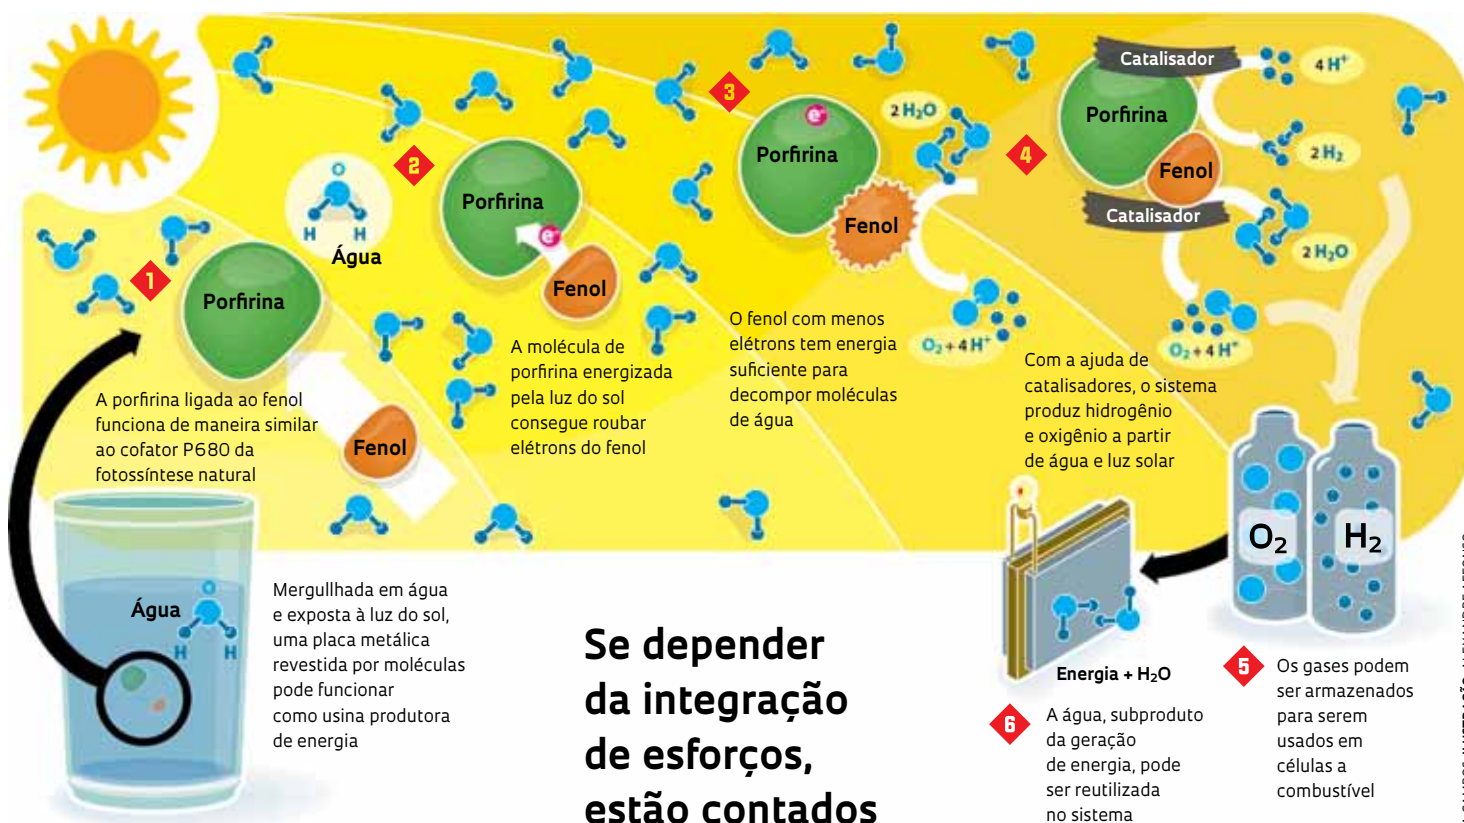 1
Porfirina
A porfirina ligada ao fenol
funciona de maneira similar
ao cofator P680 da
fotossíntese natural
Fenol
O
H H
Água
2
Porfirina
e-
Fenol
A molécula de
porfirina energizada
pela luz do sol
consegue roubar
elétrons do fenol
3
e-
Porfirina
Fenol
2 H₂O
O₂ + 4 H⁺
O fenol com menos
elétrons tem energia
suficiente para
decompor moléculas
de água
4
Catalisador
Porfirina
Fenol
Catalisador
4 H⁺
2 H₂
2 H₂O
O₂ + 4 H⁺
Com a ajuda de
catalisadores, o sistema
produz hidrogênio
e oxigênio a partir
de água e luz solar
O₂
H₂
5
Os gases podem
ser armazenados
para serem
usados em
células a
combustível
Energia + H₂O
6
A água, subproduto
da geração
de energia, pode
ser reutilizada
no sistema
Água
O
H H
Mergullhada em água
e exposta à luz do sol,
uma placa metálica
revestida por moléculas
pode funcionar
como usina produtora
de energia
Se depender
da integração
de esforços,
estão contados